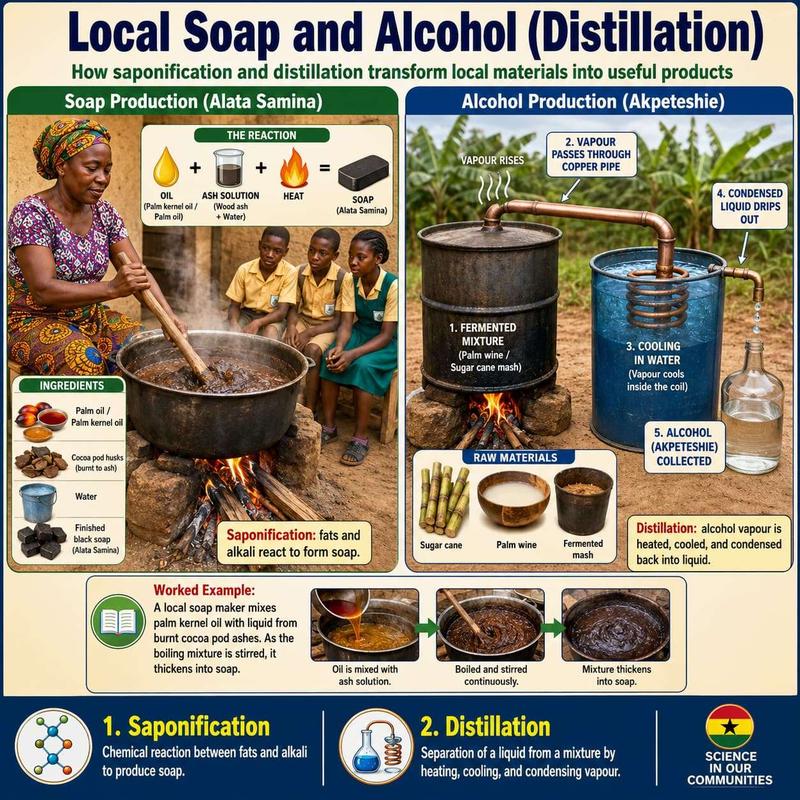 Local Soap and Alcohol (Distillation)
How saponification and distillation transform local materials into useful products
Soap Production (Alata Samina)
THE REACTION
OIL
(Palm kernel oil /
Palm oil)
+
ASH SOLUTION
(Wood ash
+ Water)
+
HEAT
=
SOAP
(Alata Samina)
INGREDIENTS
Palm oil /
Palm kernel oil
Cocoa pod husks
(burnt to ash)
Water
Finished
black soap
(Alata Samina)
Saponification: fats and
alkali react to form soap.
Alcohol Production (Akpeteshie)
VAPOUR RISES
2. VAPOUR
PASSES THROUGH
COPPER PIPE
4. CONDENSED
LIQUID DRIPS
OUT
1. FERMENTED
MIXTURE
(Palm wine /
Sugar cane mash)
3. COOLING
IN WATER
(Vapour cools
inside the coil)
5. ALCOHOL
(AKPETESHIE)
COLLECTED
RAW MATERIALS
Sugar cane
Palm wine
Fermented
mash
Distillation: alcohol vapour is
heated, cooled, and condensed
back into liquid.
Worked Example:
A local soap maker mixes
palm kernel oil with liquid from
burnt cocoa pod ashes. As the
boiling mixture is stirred, it
thickens into soap.
Oil is mixed with
ash solution.
Boiled and stirred
continuously.
Mixture thickens
into soap.
1. Saponification
Chemical reaction between fats and alkali
to produce soap.
2. Distillation
Separation of a liquid from a mixture by
heating, cooling, and condensing vapour.
SCIENCE
IN OUR
COMMUNITIES